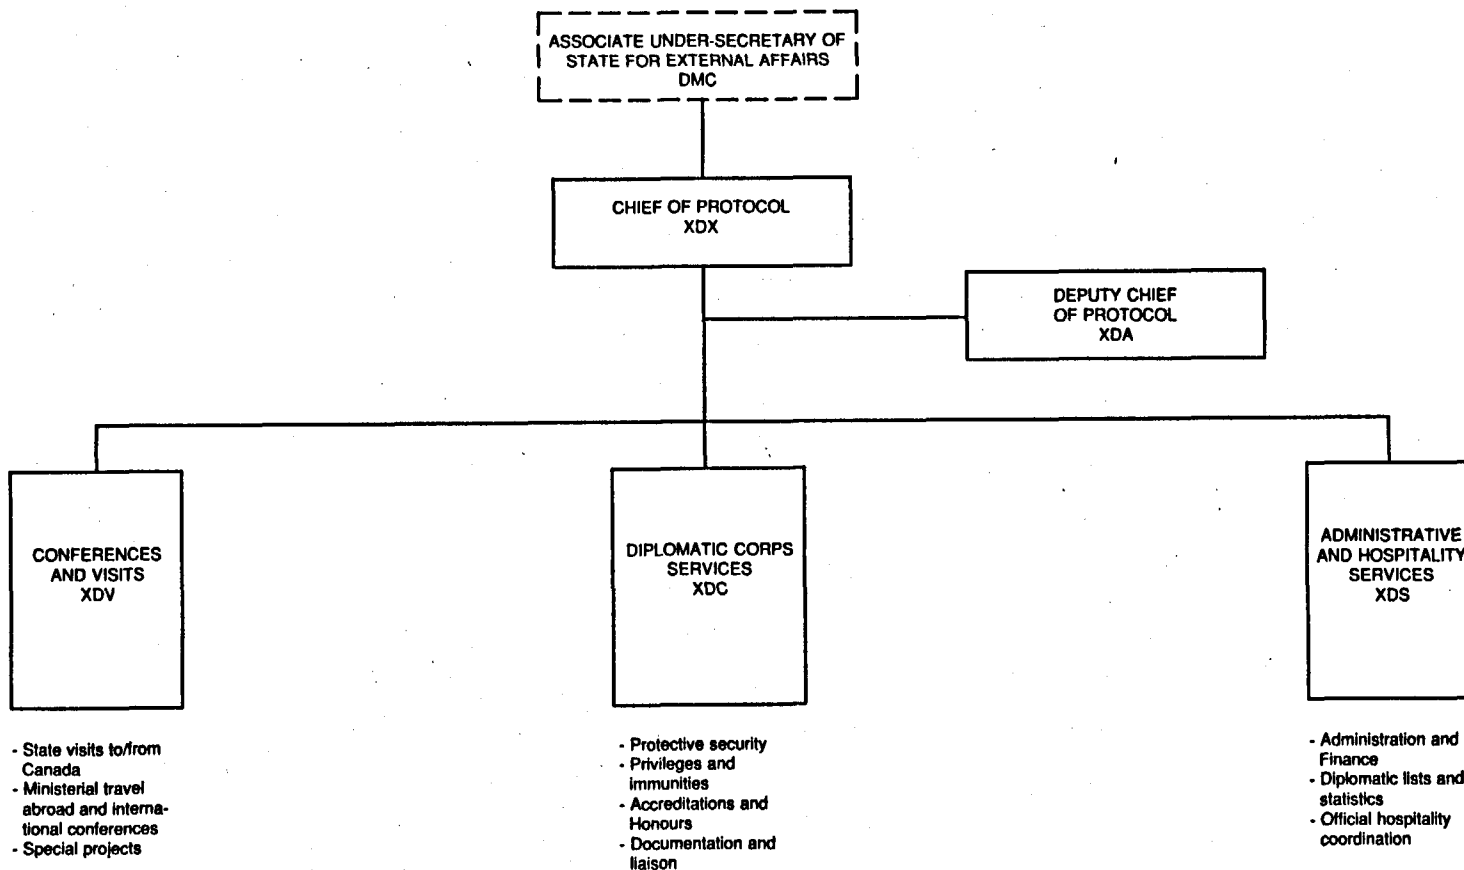 ASSOCIATE UNDER-SECRETARY OF
STATE FOR EXTERNAL AFFAIRS
DMC
CHIEF OF PROTOCOL
XDX
DEPUTY CHIEF
OF PROTOCOL
XDA
CONFERENCES
AND VISITS
XDV
DIPLOMATIC CORPS
SERVICES
XDC
ADMINISTRATIVE
AND HOSPITALITY
SERVICES
XDS
- State visits to/from
Canada
- Ministerial travel
abroad and interna-
tional conferences
- Special projects
- Protective security
- Privileges and
immunities
- Accreditations and
Honours
- Documentation and
liaison
- Administration and
Finance
- Diplomatic lists and
statistics
- Official hospitality
coordination